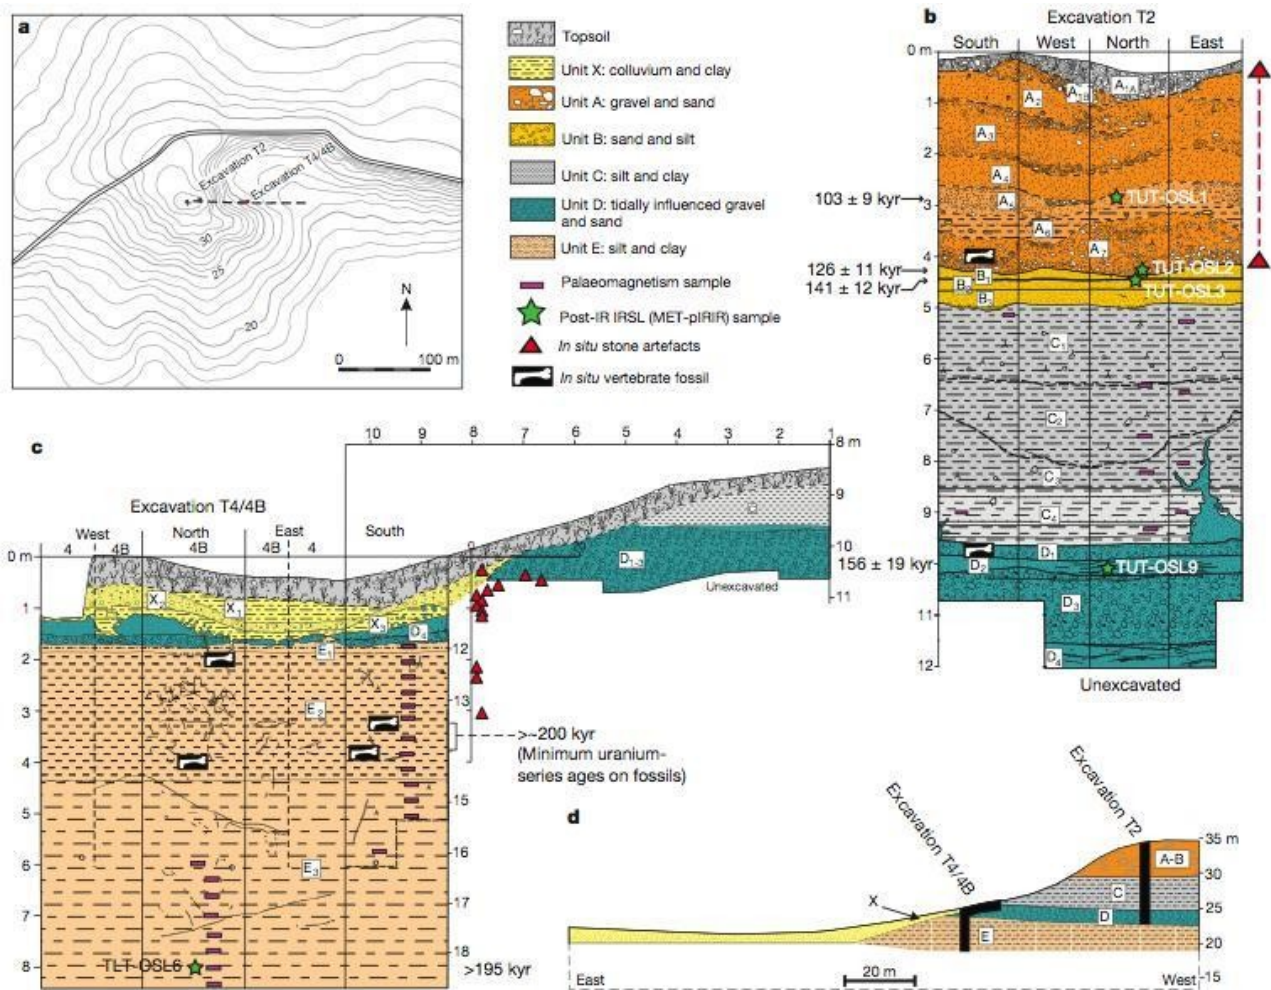 a
Excavation T2
Excavation T4/4B
30
25
20
N
0 100 m
Topsoil
Unit X: colluvium and clay
Unit A: gravel and sand
Unit B: sand and silt
Unit C: silt and clay
Unit D: tidally influenced gravel
and sand
Unit E: silt and clay
Palaeomagnetism sample
Post-IR IRSL (MET-pIRIR) sample
In situ stone artefacts
In situ vertebrate fossil
b
Excavation T2
South West North East
0 m
1
2
3
4
5
6
7
8
9
11
12
A1A
A1B
A2
A3
A4
A5
A6
A7
B1
B2
B3
C1
C2
C3
C2
D1
D2
D3
D4
103 ± 9 kyr
126 ± 11 kyr
141 ± 12 kyr
156 ± 19 kyr
TUT-OSL1
TUT-OSL2
TUT-OSL3
TUT-OSL9
Unexcavated
c
Excavation T4/4B
West North East South
4 4B 4B 4B 4
0 m
1
2
3
4
5
6
7
8
10 9 8 7 6 5 4 3 2 1
8 m
9
10
11
12
13
15
16
17
18
X2
X1
X3
D4
E1
E2
E3
C
D1-3
Unexcavated
>~200 kyr
(Minimum uranium-
series ages on fossils)
TLT-OSL6
>195 kyr
d
Excavation T4/4B
Excavation T2
X
A-B
C
D
E
35 m
30
25
20
15
20 m
East
West